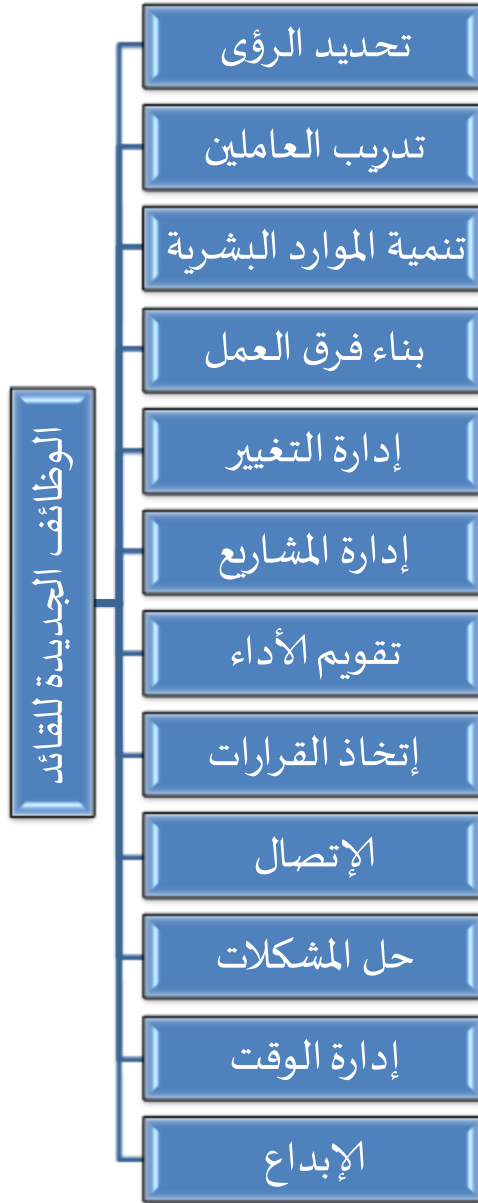 الوظائف الجديدة للقائد
تحديد الرؤى
تدريب العاملين
تنمية الموارد البشرية
بناء فرق العمل
إدارة التغيير
إدارة المشاريع
تقويم الأداء
إتخاذ القرارات
الإتصال
حل المشكلات
إدارة الوقت
الإبداع